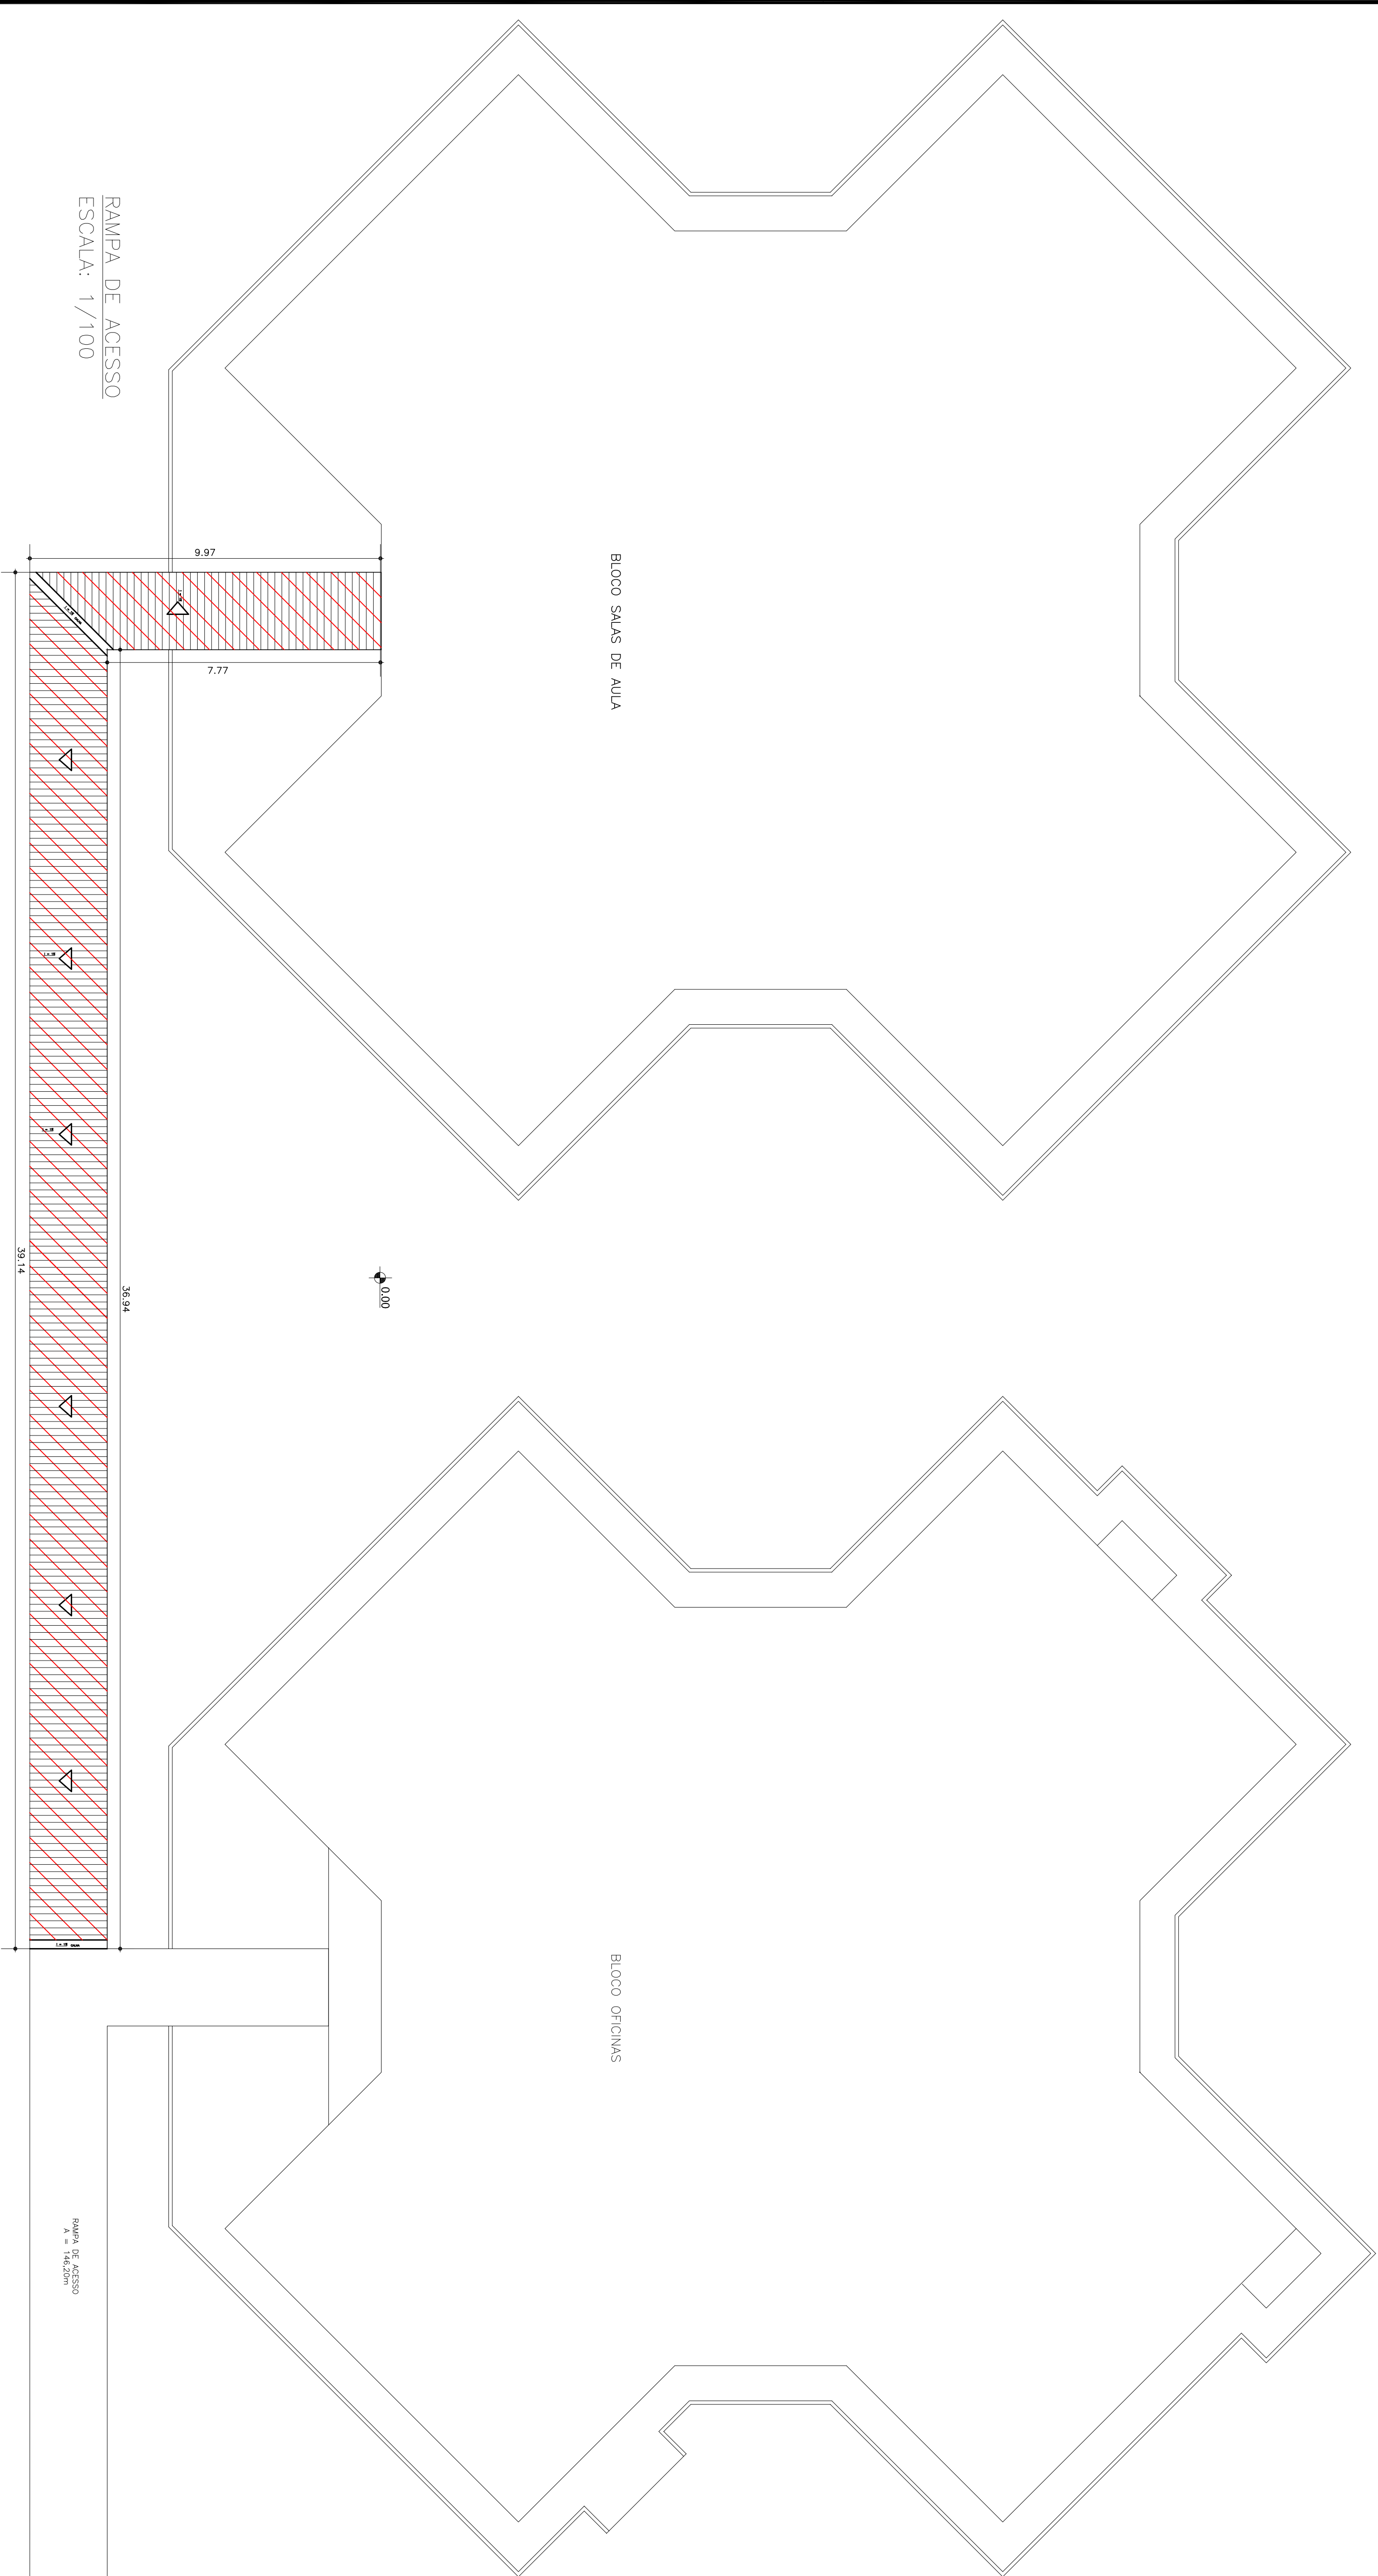 RAMPA DE ACESSO
ESCALA: 1/100
BLOCO SALAS DE AULA
9.97
7.77
39.14
36.94
0.00
BLOCO OFICINAS
RAMPA DE ACESSO
A = 146,20m